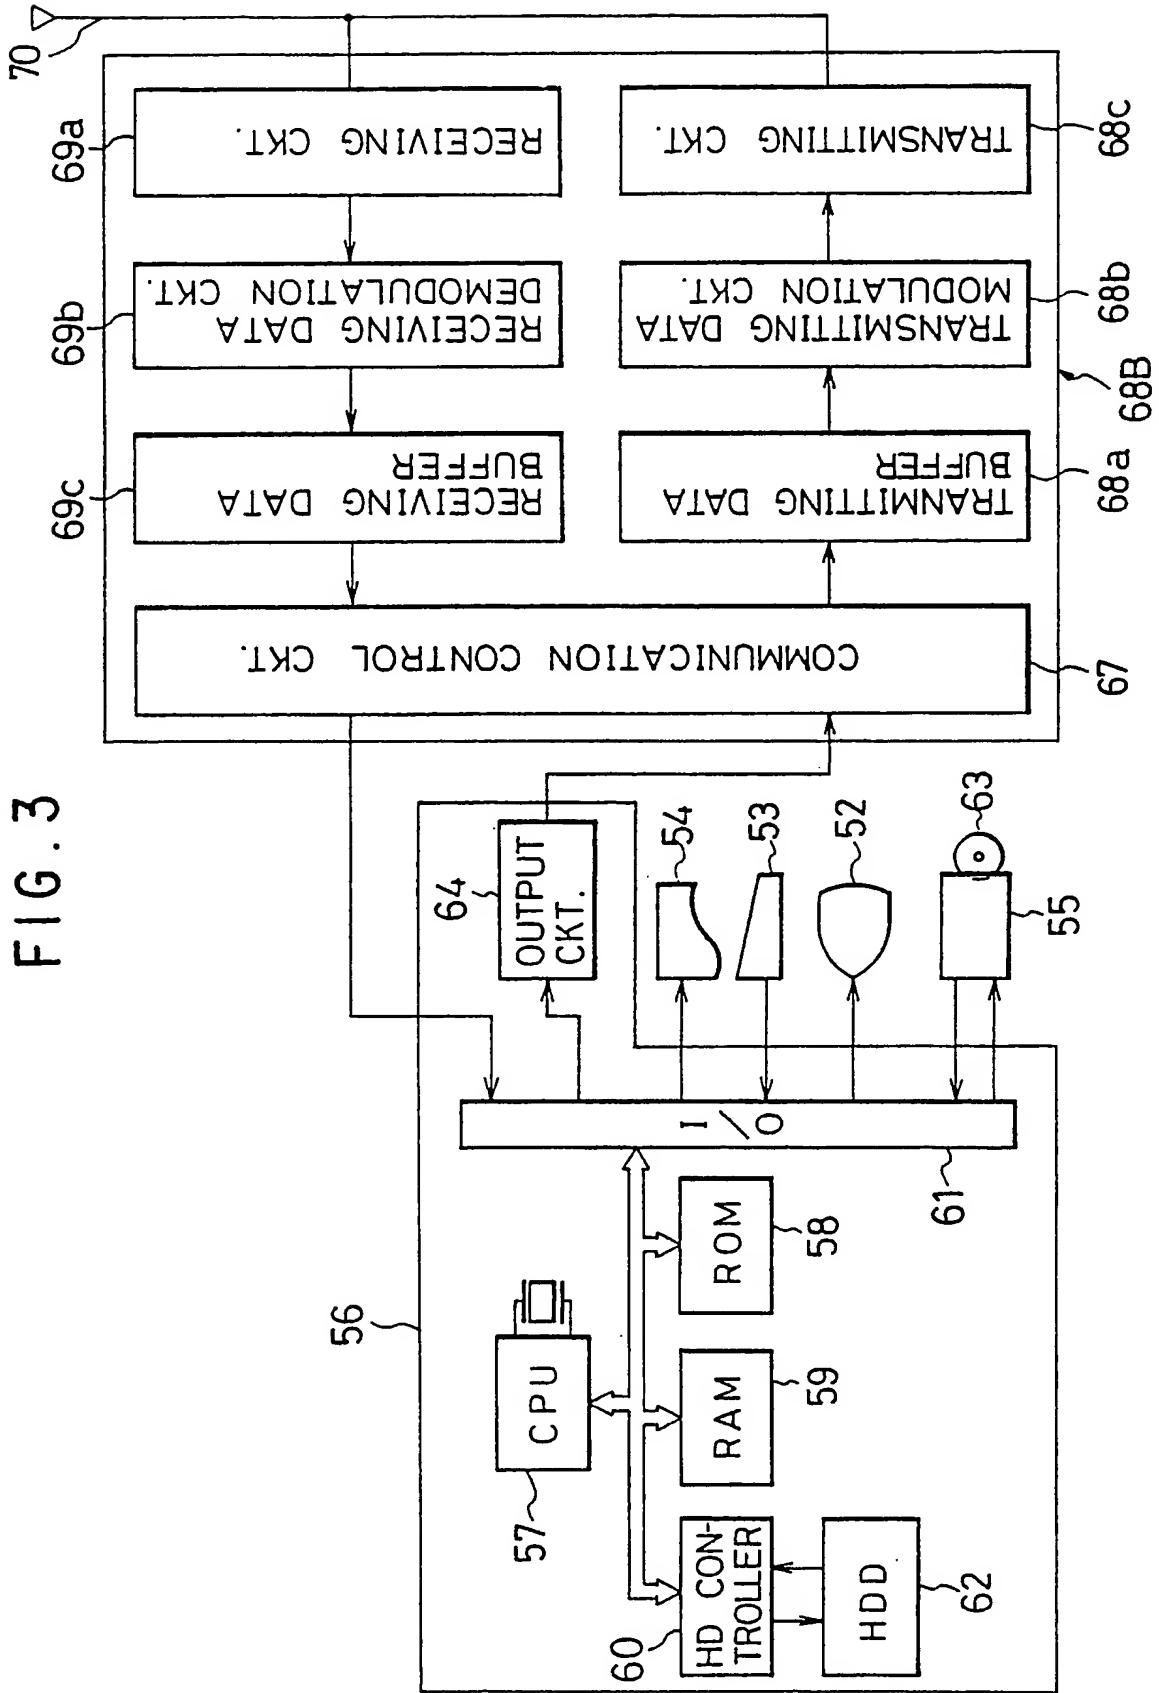 FIG. 3
56
57
CPU
60
HD CON-
TROLLER
HDD
62
RAM
59
ROM
58
I/O
61
64
OUTPUT
CKT.
54
53
52
63
55
COMMUNICATION CONTROL CKT.
67
69c
RECEIVING DATA
BUFFER
69b
RECEIVING DATA
DEMODULATION CKT.
69a
RECEIVING CKT.
70
TRANMITTING DATA
BUFFER
68a
TRANSMITTING DATA
MODULATION CKT.
68b
TRANSMITTING CKT.
68c
68B